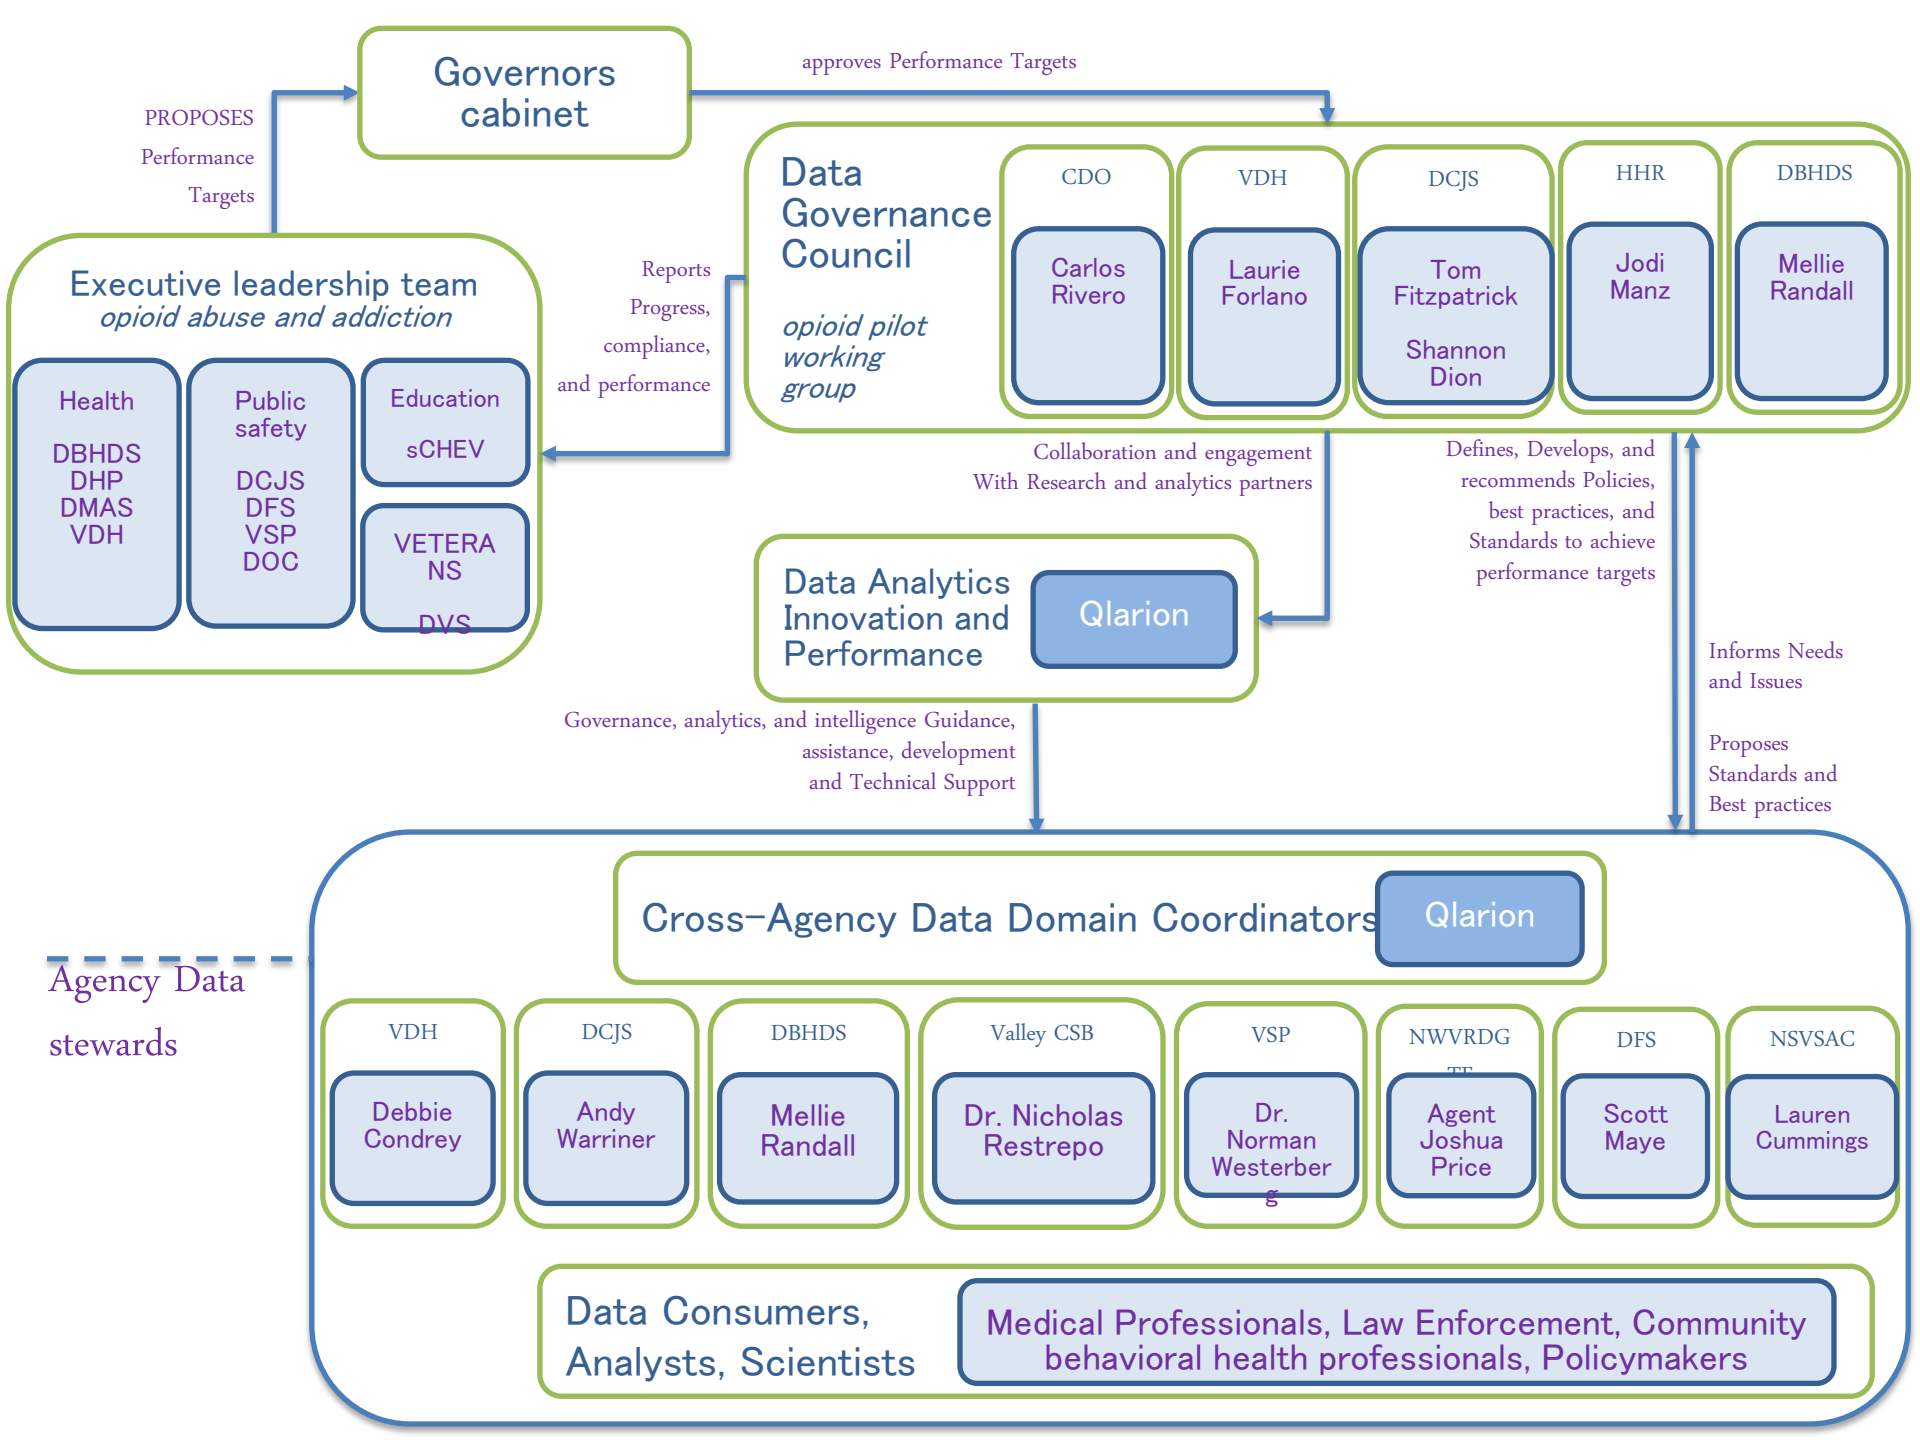 Governors
cabinet
approves Performance Targets
PROPOSES
Performance
Targets
Executive leadership team
opioid abuse and addiction
Health
DBHDS
DHP
DMAS
VDH
Public
safety
DCJS
DFS
VSP
DOC
Education
sCHEV
VETERA
NS
DVS
Reports
Progress,
compliance,
and performance
Data
Governance
Council
opioid pilot
working
group
CDO
Carlos
Rivero
VDH
Laurie
Forlano
DCJS
Tom
Fitzpatrick
Shannon
Dion
HHR
Jodi
Manz
DBHDS
Mellie
Randall
Collaboration and engagement
With Research and analytics partners
Defines, Develops, and
recommends Policies,
best practices, and
Standards to achieve
performance targets
Data Analytics
Innovation and
Performance
Qlarion
Informs Needs
and Issues
Proposes
Standards and
Best practices
Governance, analytics, and intelligence Guidance,
assistance, development
and Technical Support
Cross-Agency Data Domain Coordinators
Qlarion
Agency Data
stewards
VDH
Debbie
Condrey
DCJS
Andy
Warriner
DBHDS
Mellie
Randall
Valley CSB
Dr. Nicholas
Restrepo
VSP
Dr.
Norman
Westerber
g
NWVRDG
TF
Agent
Joshua
Price
DFS
Scott
Maye
NSVSAC
Lauren
Cummings
Data Consumers,
Analysts, Scientists
Medical Professionals, Law Enforcement, Community
behavioral health professionals, Policymakers